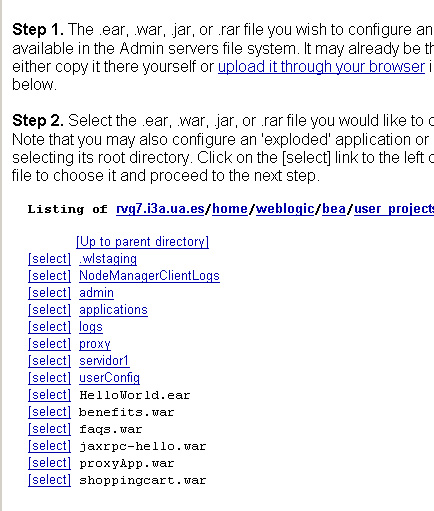 Step 1. The .ear, .war, .jar, or .rar file you wish to configure an
available in the Admin servers file system. It may already be th
either copy it there yourself or upload it through your browser i
below.
Step 2. Select the .ear, .war, .jar, or .rar file you would like to c
Note that you may also configure an 'exploded' application or
selecting its root directory. Click on the [select] link to the left o
file to choose it and proceed to the next step.
Listing of rvg7.i3a.ua.es/home/weblogic/bea/user_projects
[Up to parent directory]
[select] .wlstaging
[select] NodeManagerClientLogs
[select] admin
[select] applications
[select] logs
[select] proxy
[select] servidor1
[select] userConfig
[select] HelloWorld.ear
[select] benefits.war
[select] faqs.war
[select] jaxrpc-hello.war
[select] proxyApp.war
[select] shoppingcart.war